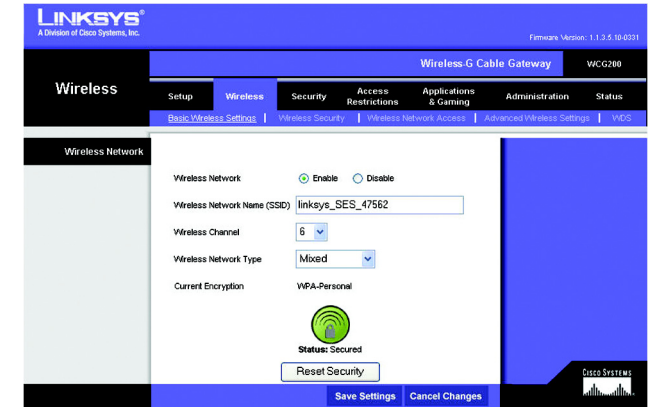 LINKSYS®
A Division of Cisco Systems, Inc.
Firmware Version: 1.1.3.5.10-0331
Wireless-G Cable Gateway WCG200
Wireless
Setup Wireless Security Access Restrictions Applications & Gaming Administration Status
Basic Wireless Settings | Wireless Security | Wireless Network Access | Advanced Wireless Settings | WDS
Wireless Network
Wireless Network Enable Disable
Wireless Network Name (SSID) linksys_SES_47562
Wireless Channel 6
Wireless Network Type Mixed
Current Encryption WPA-Personal
Status: Secured
Reset Security
Save Settings Cancel Changes
CISCO SYSTEMS